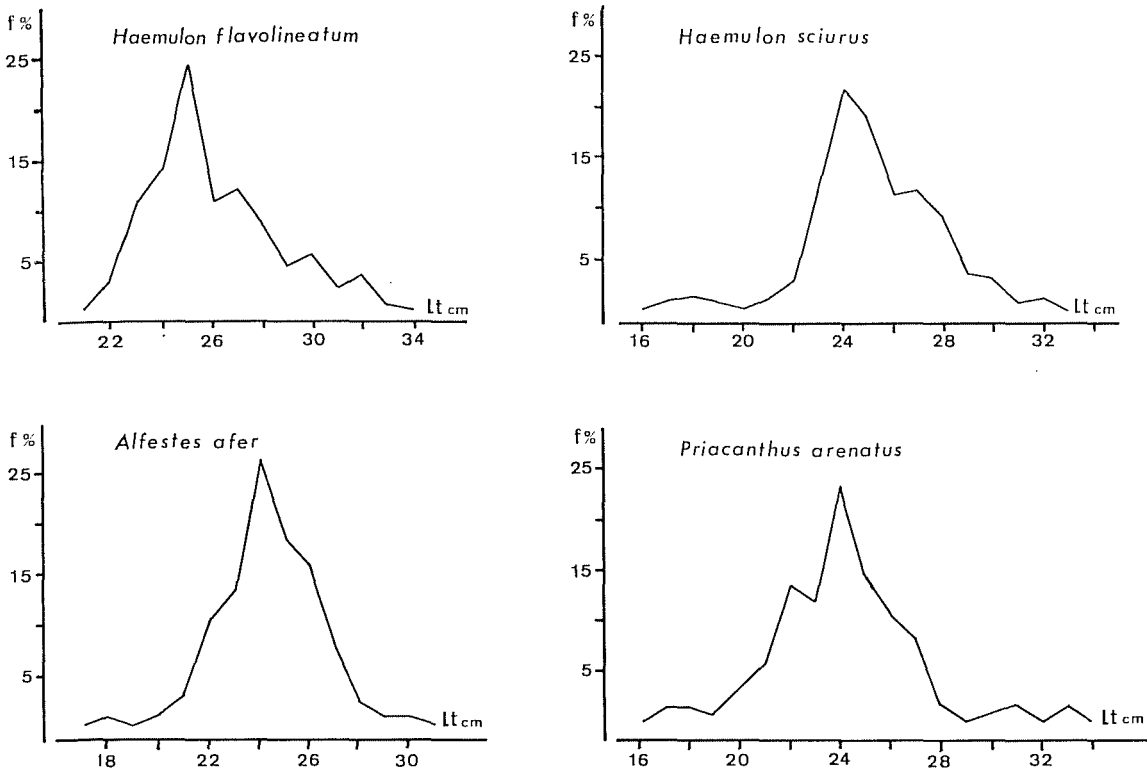 f%
Haemulon flavolineatum
25
15
5
Lt cm
22 26 30 34
f%
Haemulon sciurus
25
15
5
Lt cm
16 20 24 28 32
f%
Alfestes afer
25
15
5
Lt cm
18 22 26 30
f%
Priacanthus arenatus
25
15
5
Lt cm
16 20 24 28 32